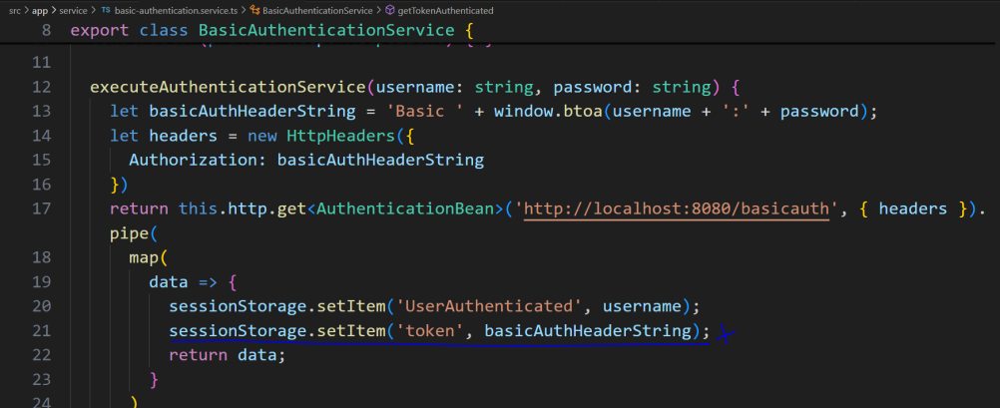 src > app > service > TS basic-authentication.service.ts > BasicAuthenticationService > getTokenAuthenticated
8 export class BasicAuthenticationService {
11
12 executeAuthenticationService(username: string, password: string) {
13 let basicAuthHeaderString = 'Basic ' + window.btoa(username + ':' + password);
14 let headers = new HttpHeaders({
15 Authorization: basicAuthHeaderString
16 })
17 return this.http.get<AuthenticationBean>('http://localhost:8080/basicauth', { headers }).
pipe(
18 map(
19 data => {
20 sessionStorage.setItem('UserAuthenticated', username);
21 sessionStorage.setItem('token', basicAuthHeaderString);
22 return data;
23 }
24 )